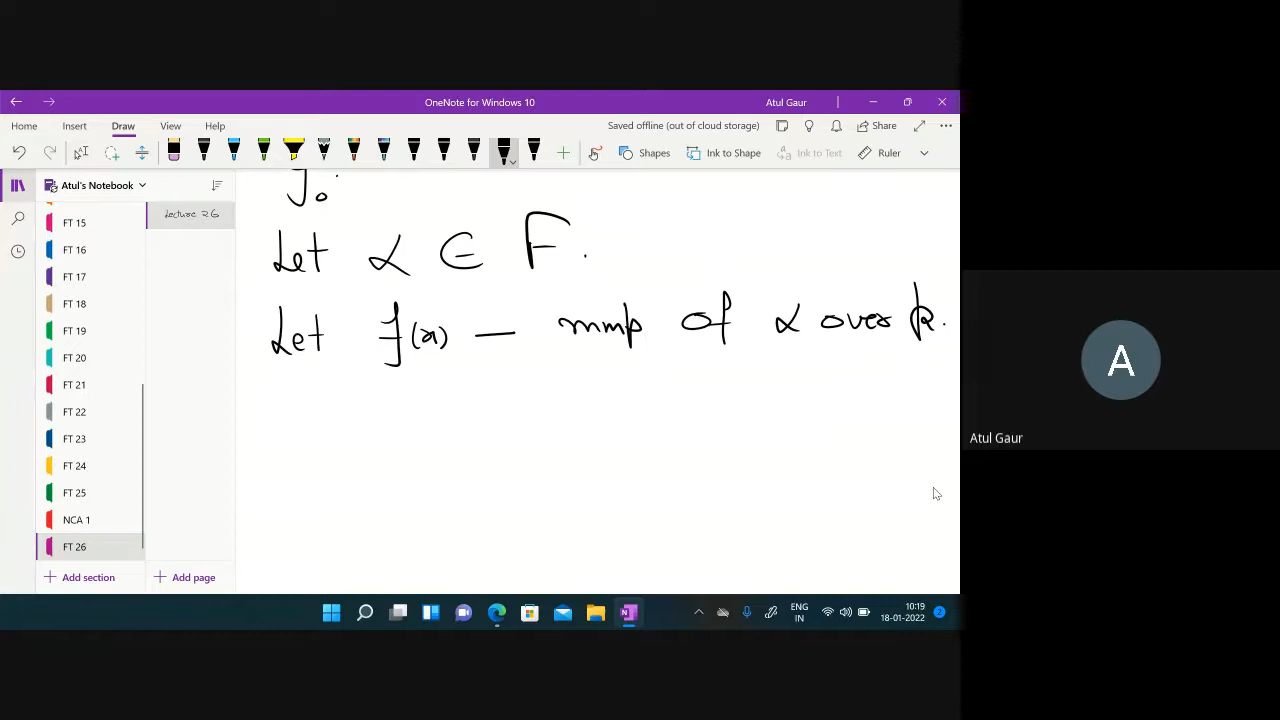 OneNote for Windows 10
Atul Gaur
Home Insert Draw View Help
Saved offline (out of cloud storage)
Share
Shapes
Ink to Shape
Ink to Text
Ruler
Atul's Notebook
FT 15
FT 16
FT 17
FT 18
FT 19
FT 20
FT 21
FT 22
FT 23
FT 24
FT 25
NCA 1
FT 26
Add section
Add page
Lecture 26
Let α ∈ F.
Let f(x) — mmp of α over k.
A
Atul Gaur
ENG
IN
10:19
18-01-2022
2